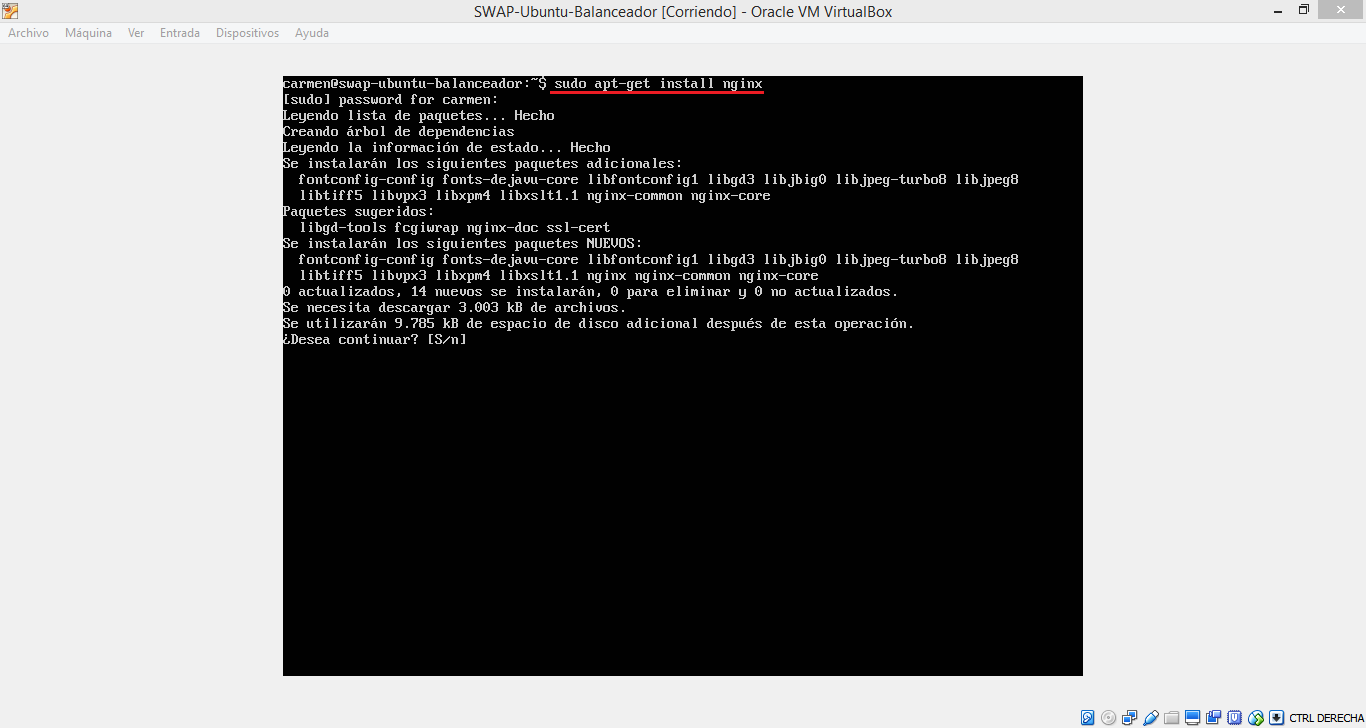 SWAP-Ubuntu-Balanceador [Corriendo] - Oracle VM VirtualBox
Archivo Máquina Ver Entrada Dispositivos Ayuda
carmen@swap-ubuntu-balanceador:~$ sudo apt-get install nginx
[sudo] password for carmen:
Leyendo lista de paquetes... Hecho
Creando árbol de dependencias
Leyendo la información de estado... Hecho
Se instalarán los siguientes paquetes adicionales:
fontconfig-config fonts-dejavu-core libfontconfig1 libgd3 libjbig0 libjpeg-turbo8 libjpeg8
libtiff5 libvpx3 libxpm4 libxslt1.1 nginx-common nginx-core
Paquetes sugeridos:
libgd-tools fcgiwrap nginx-doc ssl-cert
Se instalarán los siguientes paquetes NUEVOS:
fontconfig-config fonts-dejavu-core libfontconfig1 libgd3 libjbig0 libjpeg-turbo8 libjpeg8
libtiff5 libvpx3 libxpm4 libxslt1.1 nginx nginx-common nginx-core
0 actualizados, 14 nuevos se instalarán, 0 para eliminar y 0 no actualizados.
Se necesita descargar 3.003 kB de archivos.
Se utilizarán 9.785 kB de espacio de disco adicional después de esta operación.
¿Desea continuar? [S/n]
CTRL DERECHA